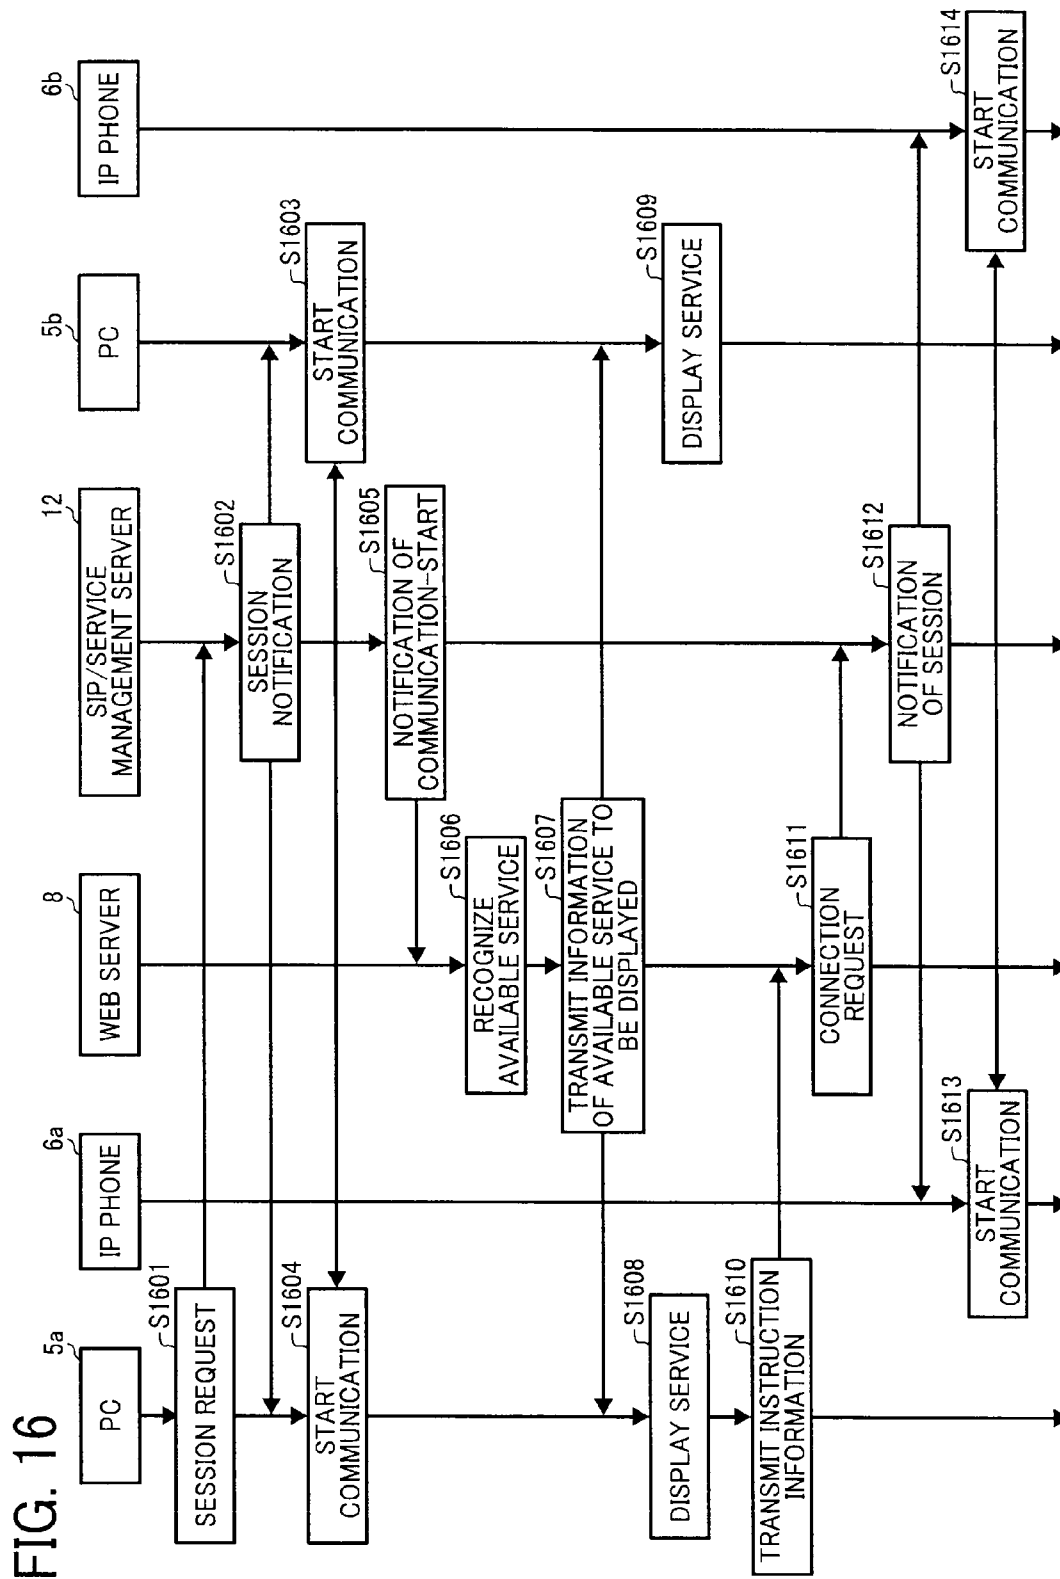 FIG. 16
5a
PC
6a
IP PHONE
8
WEB SERVER
12
SIP/SERVICE
MANAGEMENT SERVER
5b
PC
6b
IP PHONE
S1601
SESSION REQUEST
S1602
SESSION
NOTIFICATION
S1603
START
COMMUNICATION
S1604
START
COMMUNICATION
S1605
NOTIFICATION OF
COMMUNICATION-START
S1606
RECOGNIZE
AVAILABLE SERVICE
S1607
TRANSMIT INFORMATION
OF AVAILABLE SERVICE TO
BE DISPLAYED
S1608
DISPLAY SERVICE
S1609
DISPLAY SERVICE
S1610
TRANSMIT INSTRUCTION
INFORMATION
S1611
CONNECTION
REQUEST
S1612
NOTIFICATION
OF SESSION
S1613
START
COMMUNICATION
S1614
START
COMMUNICATION